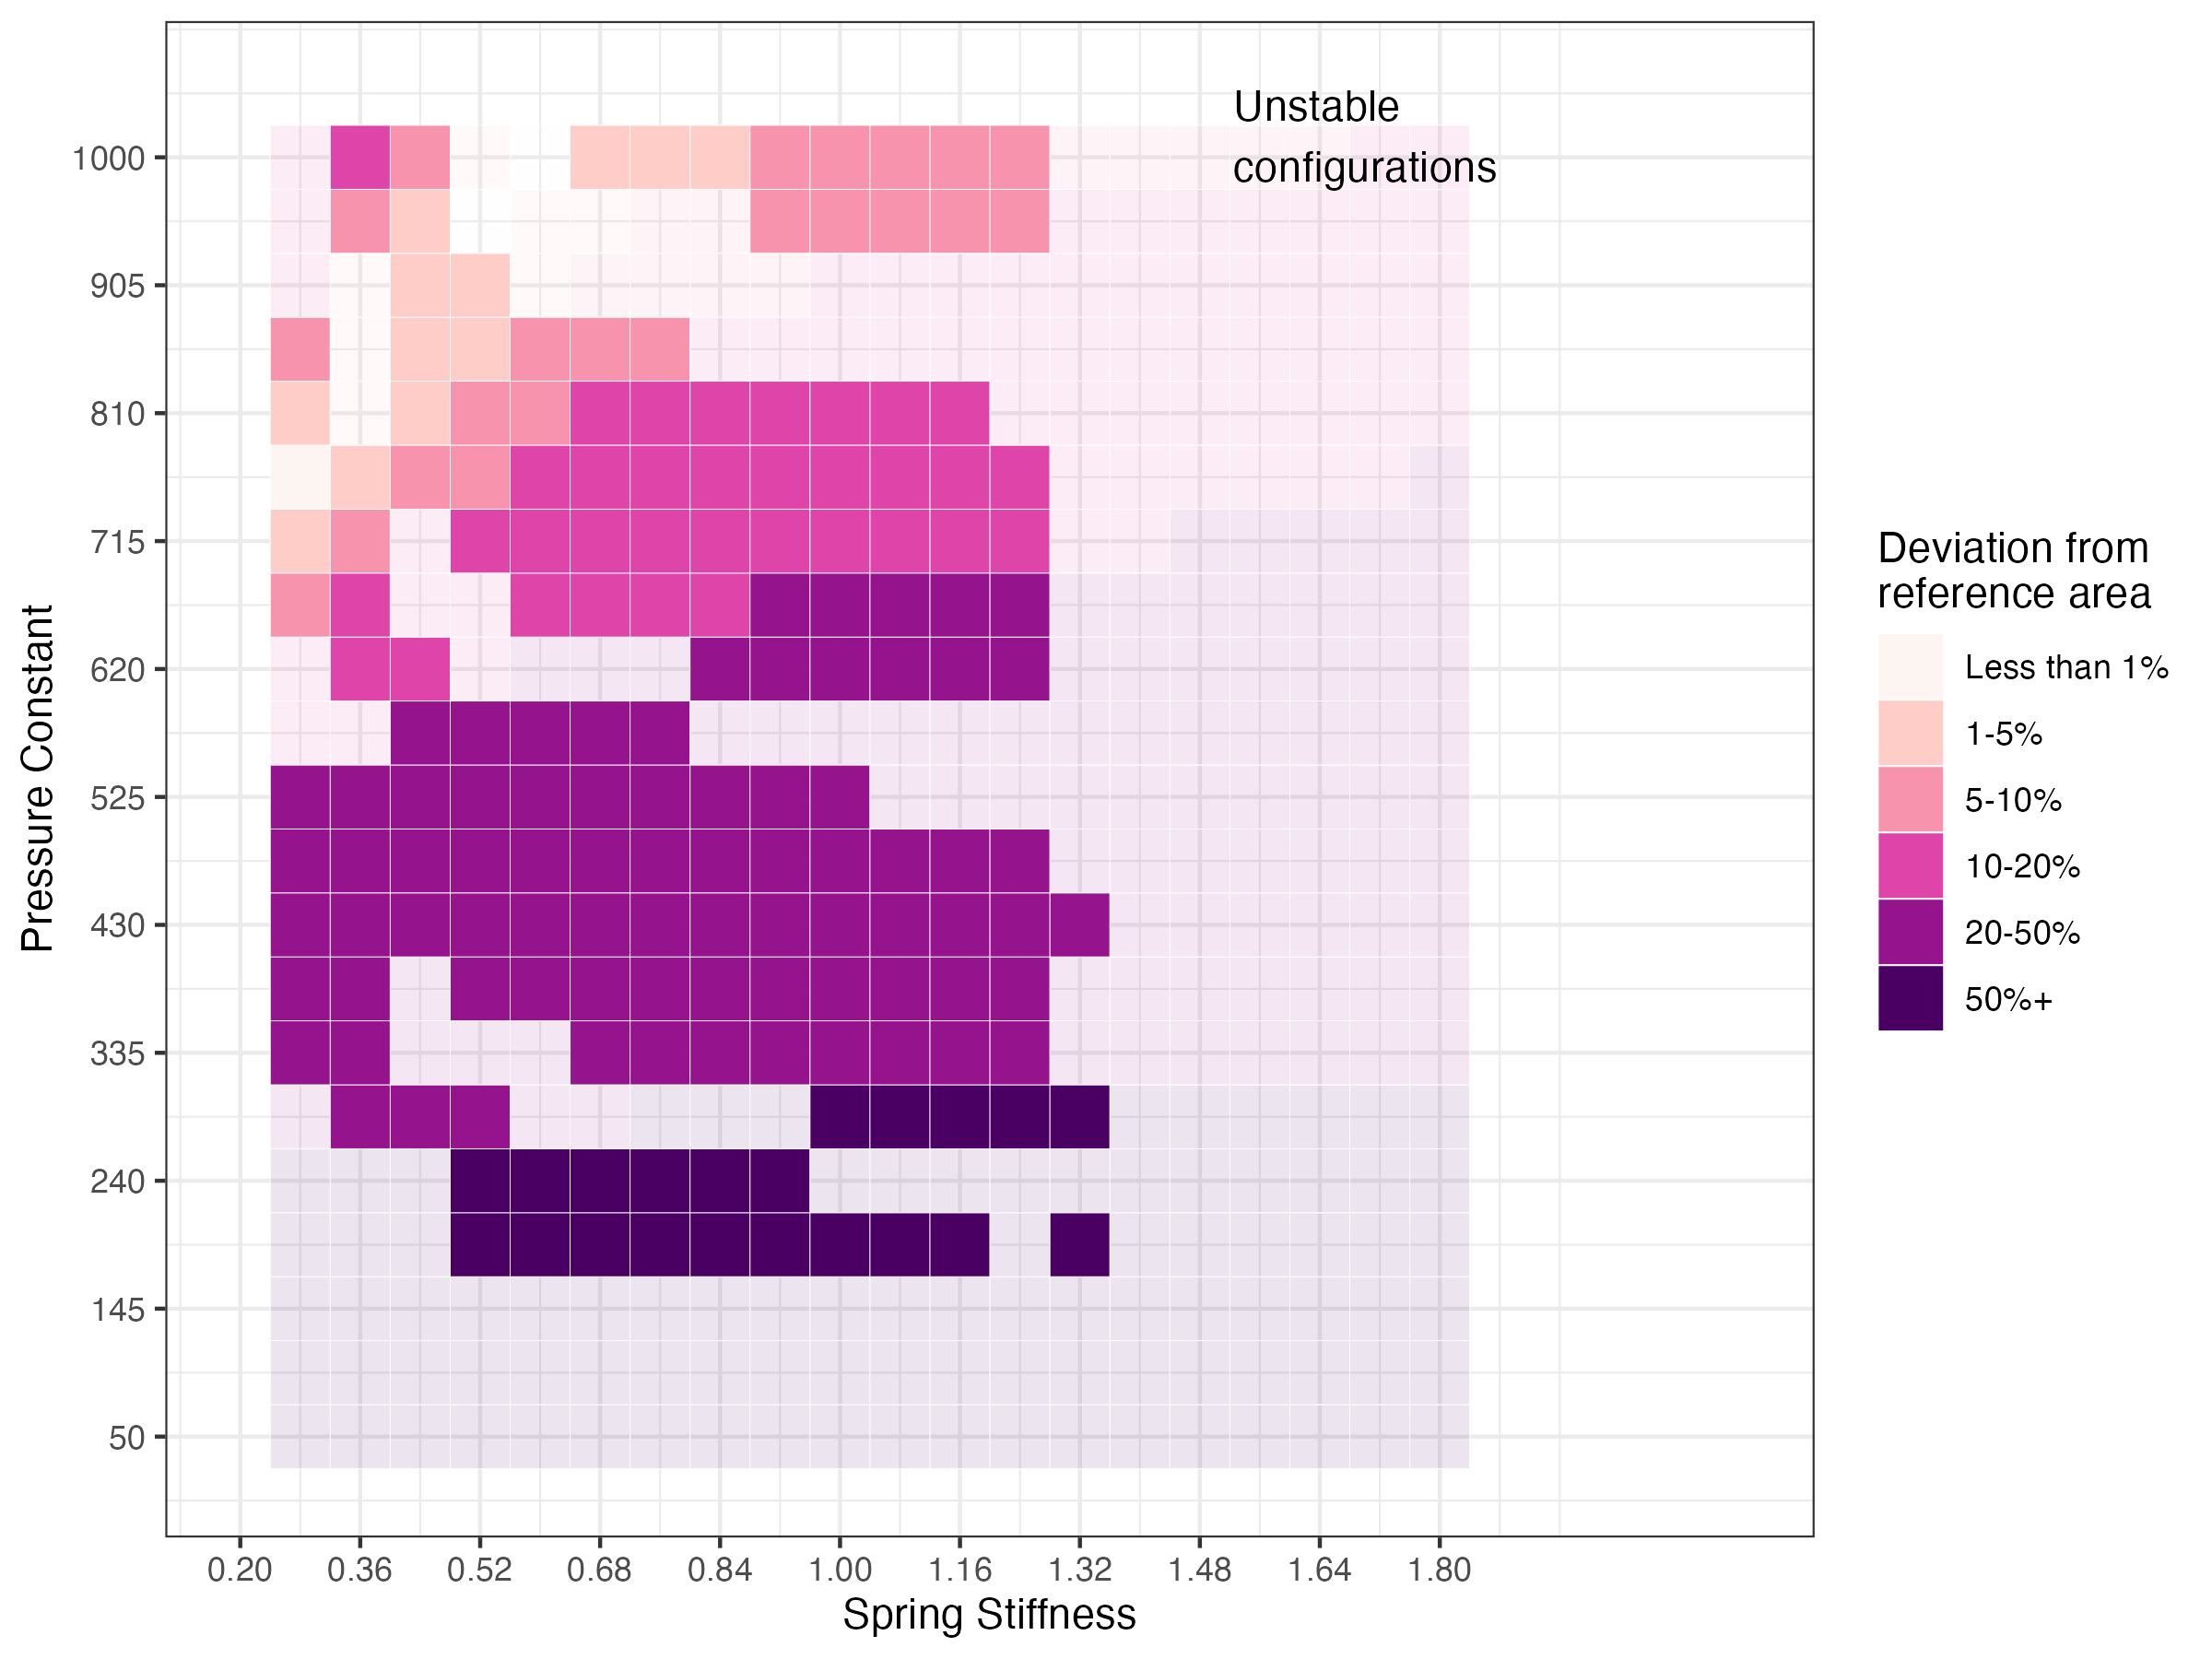 Unstable
configurations
1000
905
810
715
620
525
430
335
240
145
50
Pressure Constant
0.20 0.36 0.52 0.68 0.84 1.00 1.16 1.32 1.48 1.64 1.80
Spring Stiffness
Deviation from
reference area
Less than 1%
1-5%
5-10%
10-20%
20-50%
50%+